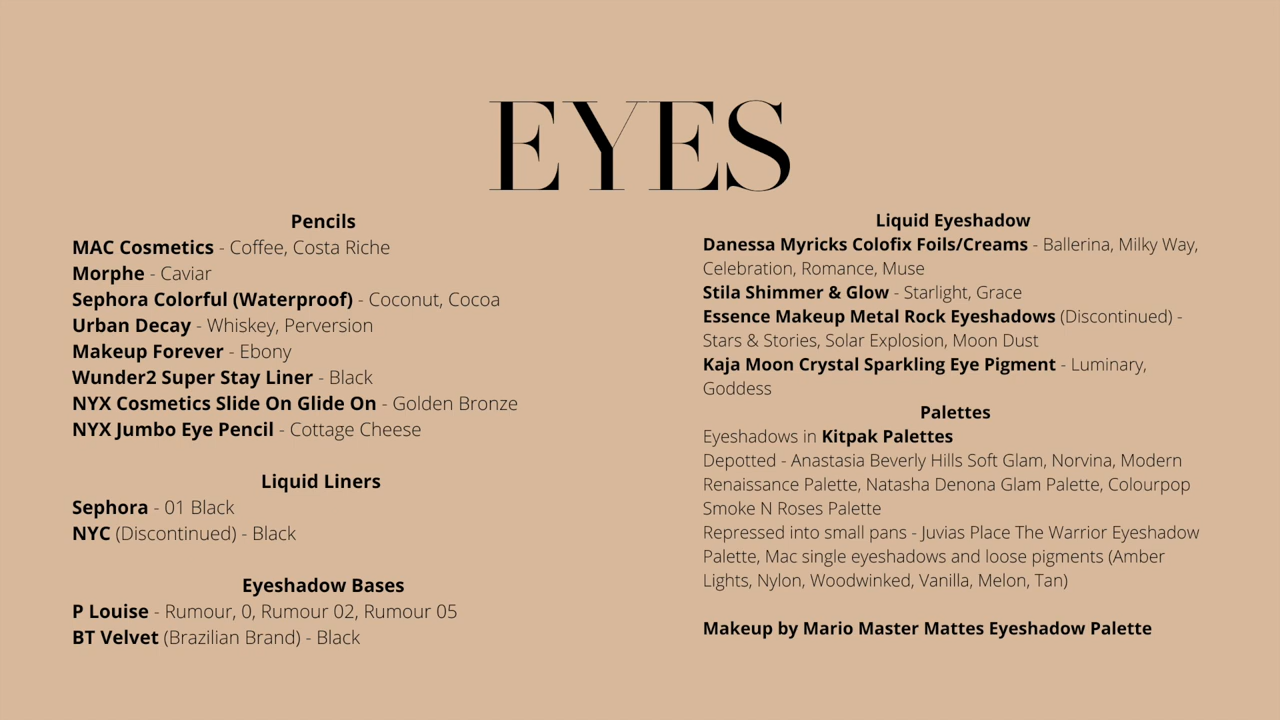 EYES
Pencils
MAC Cosmetics - Coffee, Costa Riche
Morphe - Caviar
Sephora Colorful (Waterproof) - Coconut, Cocoa
Urban Decay - Whiskey, Perversion
Makeup Forever - Ebony
Wunder2 Super Stay Liner - Black
NYX Cosmetics Slide On Glide On - Golden Bronze
NYX Jumbo Eye Pencil - Cottage Cheese
Liquid Liners
Sephora - 01 Black
NYC (Discontinued) - Black
Eyeshadow Bases
P Louise - Rumour, 0, Rumour 02, Rumour 05
BT Velvet (Brazilian Brand) - Black
Liquid Eyeshadow
Danessa Myricks Colofix Foils/Creams - Ballerina, Milky Way,
Celebration, Romance, Muse
Stila Shimmer & Glow - Starlight, Grace
Essence Makeup Metal Rock Eyeshadows (Discontinued) -
Stars & Stories, Solar Explosion, Moon Dust
Kaja Moon Crystal Sparkling Eye Pigment - Luminary,
Goddess
Palettes
Eyeshadows in Kitpak Palettes
Depotted - Anastasia Beverly Hills Soft Glam, Norvina, Modern
Renaissance Palette, Natasha Denona Glam Palette, Colourpop
Smoke N Roses Palette
Repressed into small pans - Juvias Place The Warrior Eyeshadow
Palette, Mac single eyeshadows and loose pigments (Amber
Lights, Nylon, Woodwinked, Vanilla, Melon, Tan)
Makeup by Mario Master Mattes Eyeshadow Palette